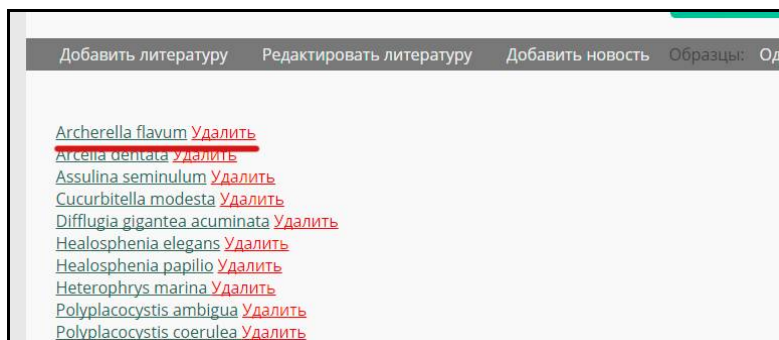 Добавить литературу Редактировать литературу Добавить новость Образцы: Од
Archerella flavum Удалить
Arcella dentata Удалить
Assulina seminulum Удалить
Cucurbitella modesta Удалить
Difflugia gigantea acuminata Удалить
Healosphenia elegans Удалить
Healosphenia papilio Удалить
Heterophrys marina Удалить
Polyplacocystis ambigua Удалить
Polyplacocystis coerulea Удалить